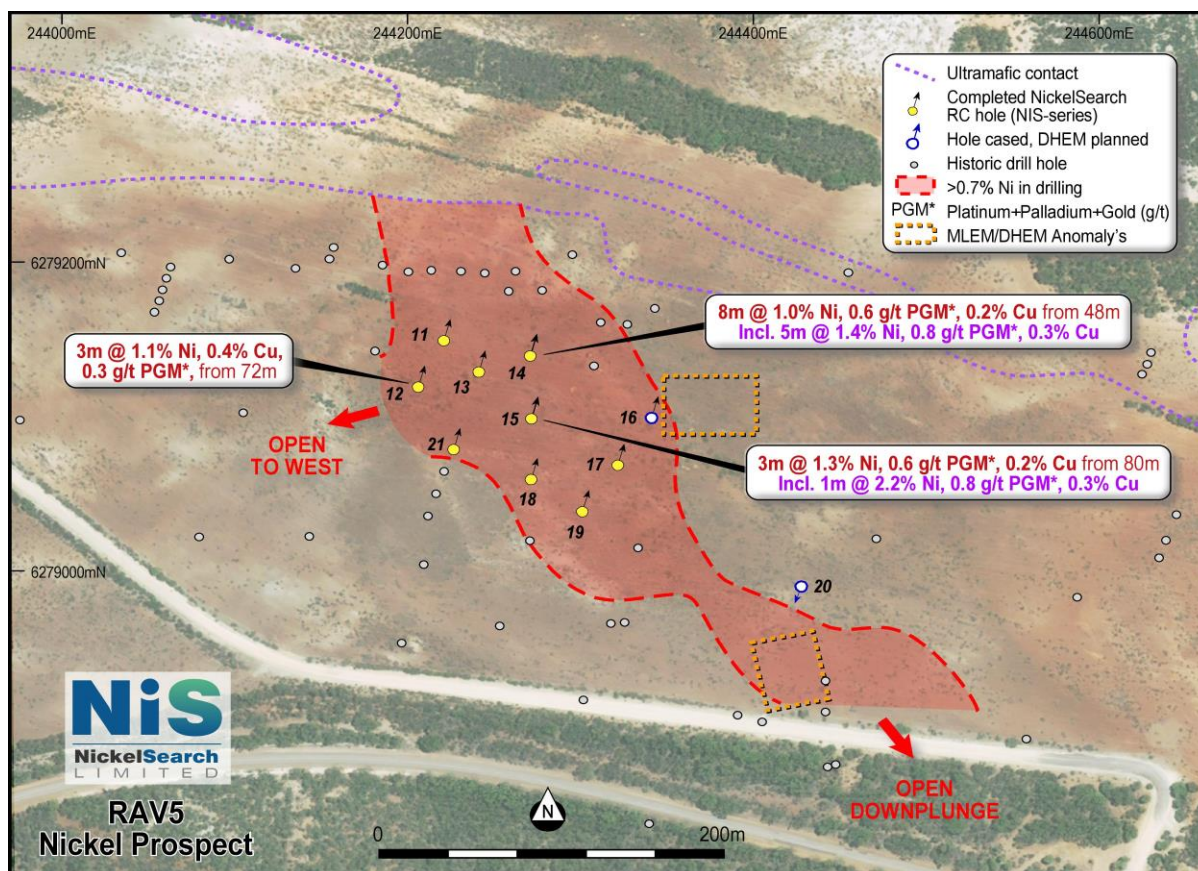 244000mE
244200mE
244400mE
244600mE
Ultramafic contact
Completed NickelSearch
RC hole (NIS-series)
Hole cased, DHEM planned
Historic drill hole
>0.7% Ni in drilling
PGM* Platinum+Palladium+Gold (g/t)
MLEM/DHEM Anomaly's
6279200mN
8m @ 1.0% Ni, 0.6 g/t PGM*, 0.2% Cu from 48m
Incl. 5m @ 1.4% Ni, 0.8 g/t PGM*, 0.3% Cu
3m @ 1.1% Ni, 0.4% Cu,
0.3 g/t PGM*, from 72m
11
12
13
14
15
16
OPEN
TO WEST
21
17
18
19
3m @ 1.3% Ni, 0.6 g/t PGM*, 0.2% Cu from 80m
Incl. 1m @ 2.2% Ni, 0.8 g/t PGM*, 0.3% Cu
6279000mN
20
NiS
NickelSearch
LIMITED
RAV5
Nickel Prospect
N
0
200m
OPEN
DOWNPLUNGE